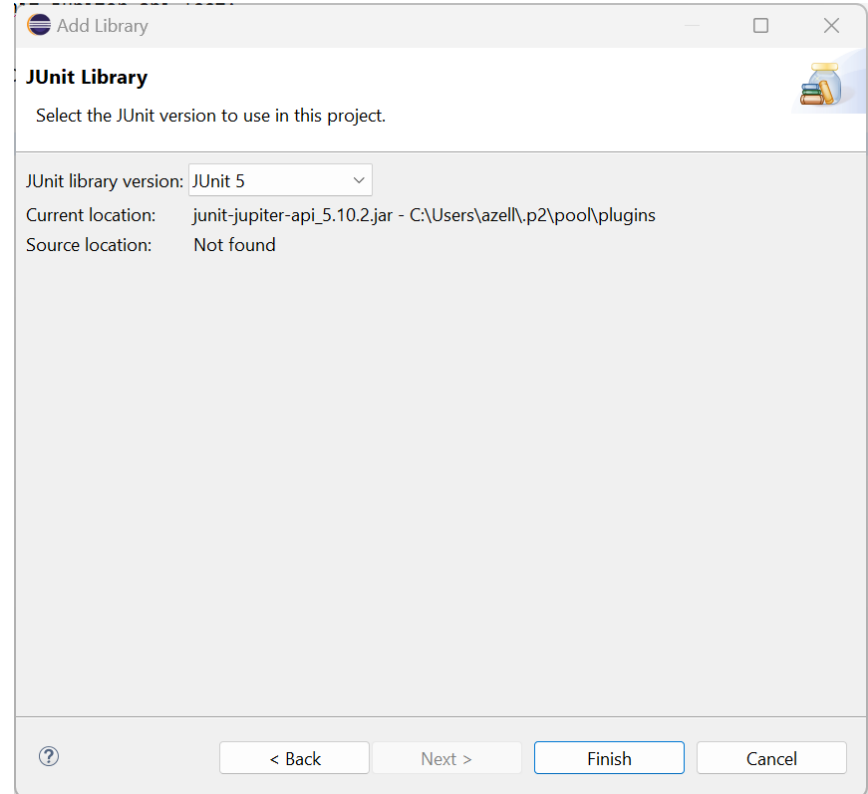 Add Library
JUnit Library
Select the JUnit version to use in this project.
JUnit library version: JUnit 5
Current location: junit-jupiter-api_5.10.2.jar - C:\Users\azell\.p2\pool\plugins
Source location: Not found
?
< Back
Next >
Finish
Cancel